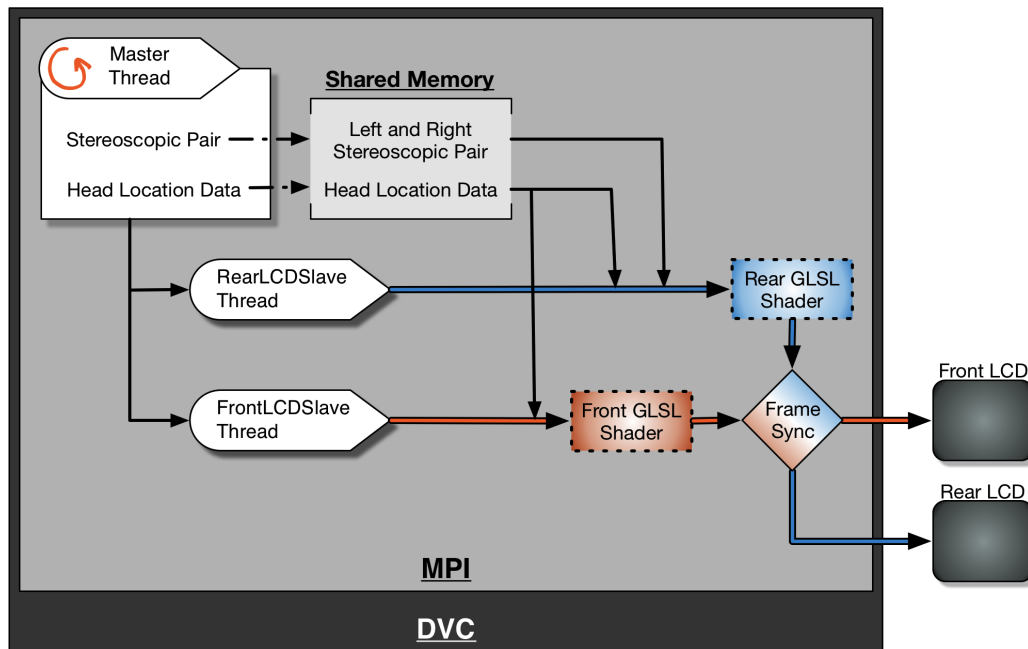 Master
Thread
Shared Memory
Stereoscopic Pair
Left and Right
Stereoscopic Pair
Head Location Data
Head Location Data
RearLCDSlave
Thread
Rear GLSL
Shader
FrontLCDSlave
Thread
Front GLSL
Shader
Frame
Sync
Front LCD
Rear LCD
MPI
DVC